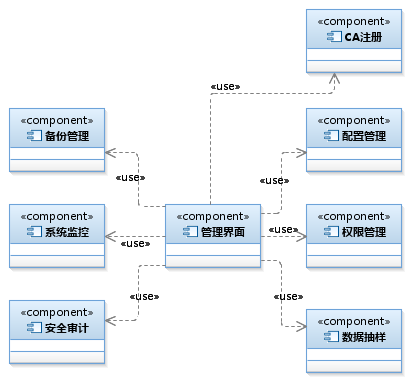 «component»
CA注册
«use»
«component»
备份管理
«component»
配置管理
«use»
«use»
«component»
系统监控
«component»
管理界面
«component»
权限管理
«use»
«use»
«component»
安全审计
«use»
«use»
«component»
数据抽样